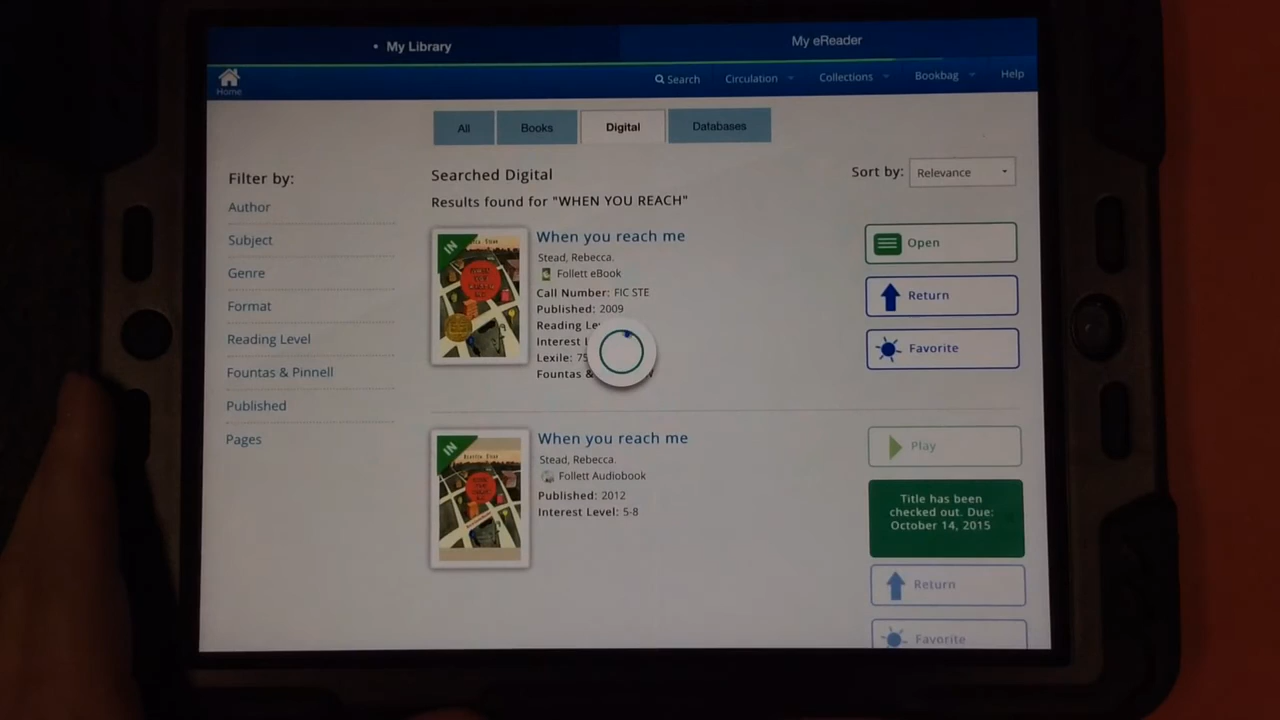 • My Library
My eReader
Home
Search
Circulation
Collections
Bookbag
Help
All
Books
Digital
Databases
Filter by:
Author
Subject
Genre
Format
Reading Level
Fountas & Pinnell
Published
Pages
Searched Digital
Sort by: Relevance
Results found for "WHEN YOU REACH"
IN
When you reach me
Stead, Rebecca.
Follett eBook
Call Number: FIC STE
Published: 2009
Reading
Interest
Lexile:
Fountas &
Open
Return
Favorite
IN
When you reach me
Stead, Rebecca.
Follett Audiobook
Published: 2012
Interest Level: 5-8
Play
Title has been
checked out. Due:
October 14, 2015
Return
Favorite